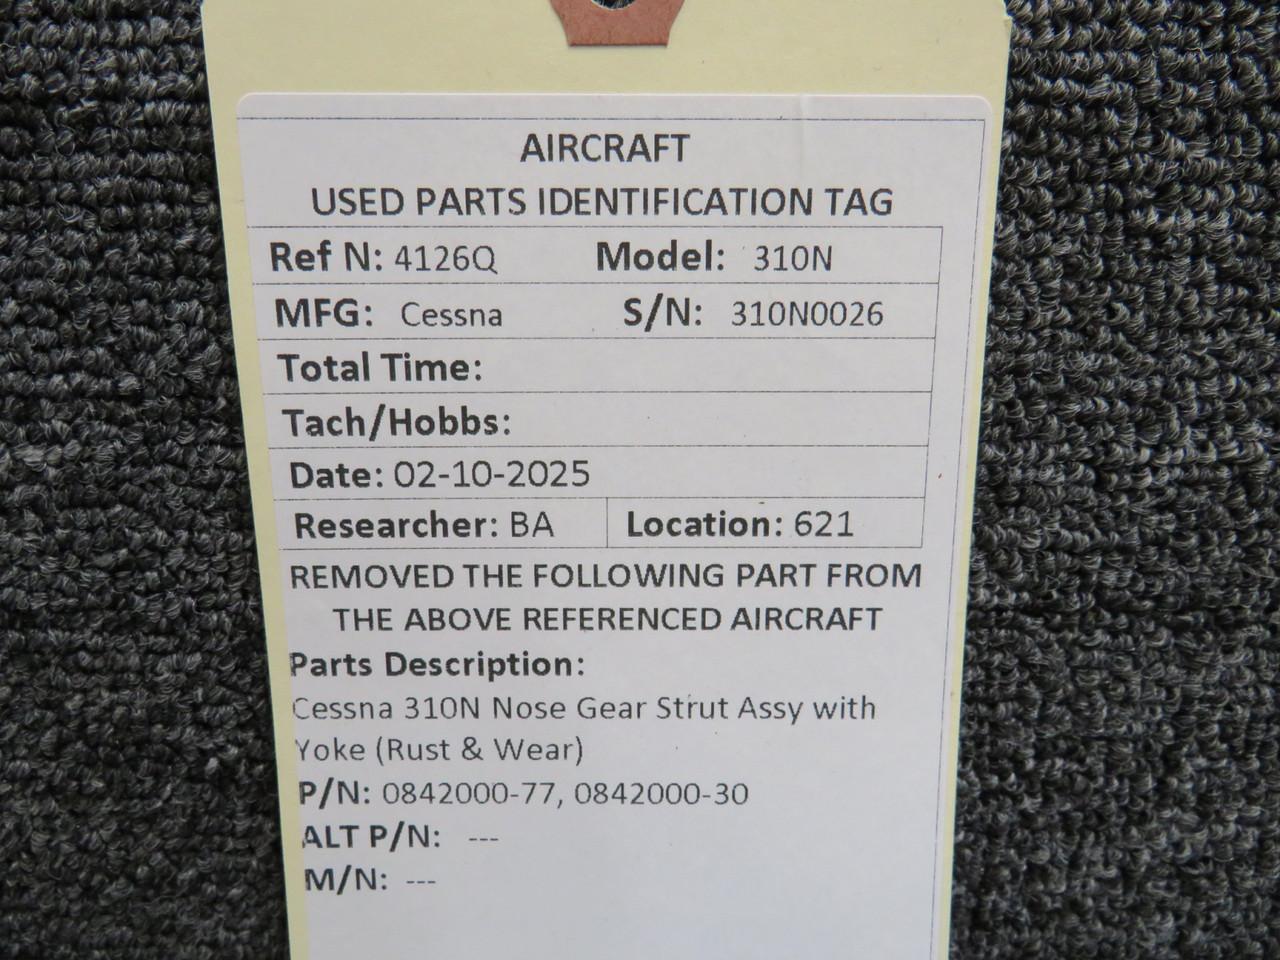 AIRCRAFT
USED PARTS IDENTIFICATION TAG
Ref N: 4126Q Model: 310N
MFG: Cessna S/N: 310N0026
Total Time:
Tach/Hobbs:
Date: 02-10-2025
Researcher: BA Location: 621
REMOVED THE FOLLOWING PART FROM
THE ABOVE REFERENCED AIRCRAFT
Parts Description:
Cessna 310N Nose Gear Strut Assy with
Yoke (Rust & Wear)
P/N: 0842000-77, 0842000-30
ALT P/N: ---
M/N: ---